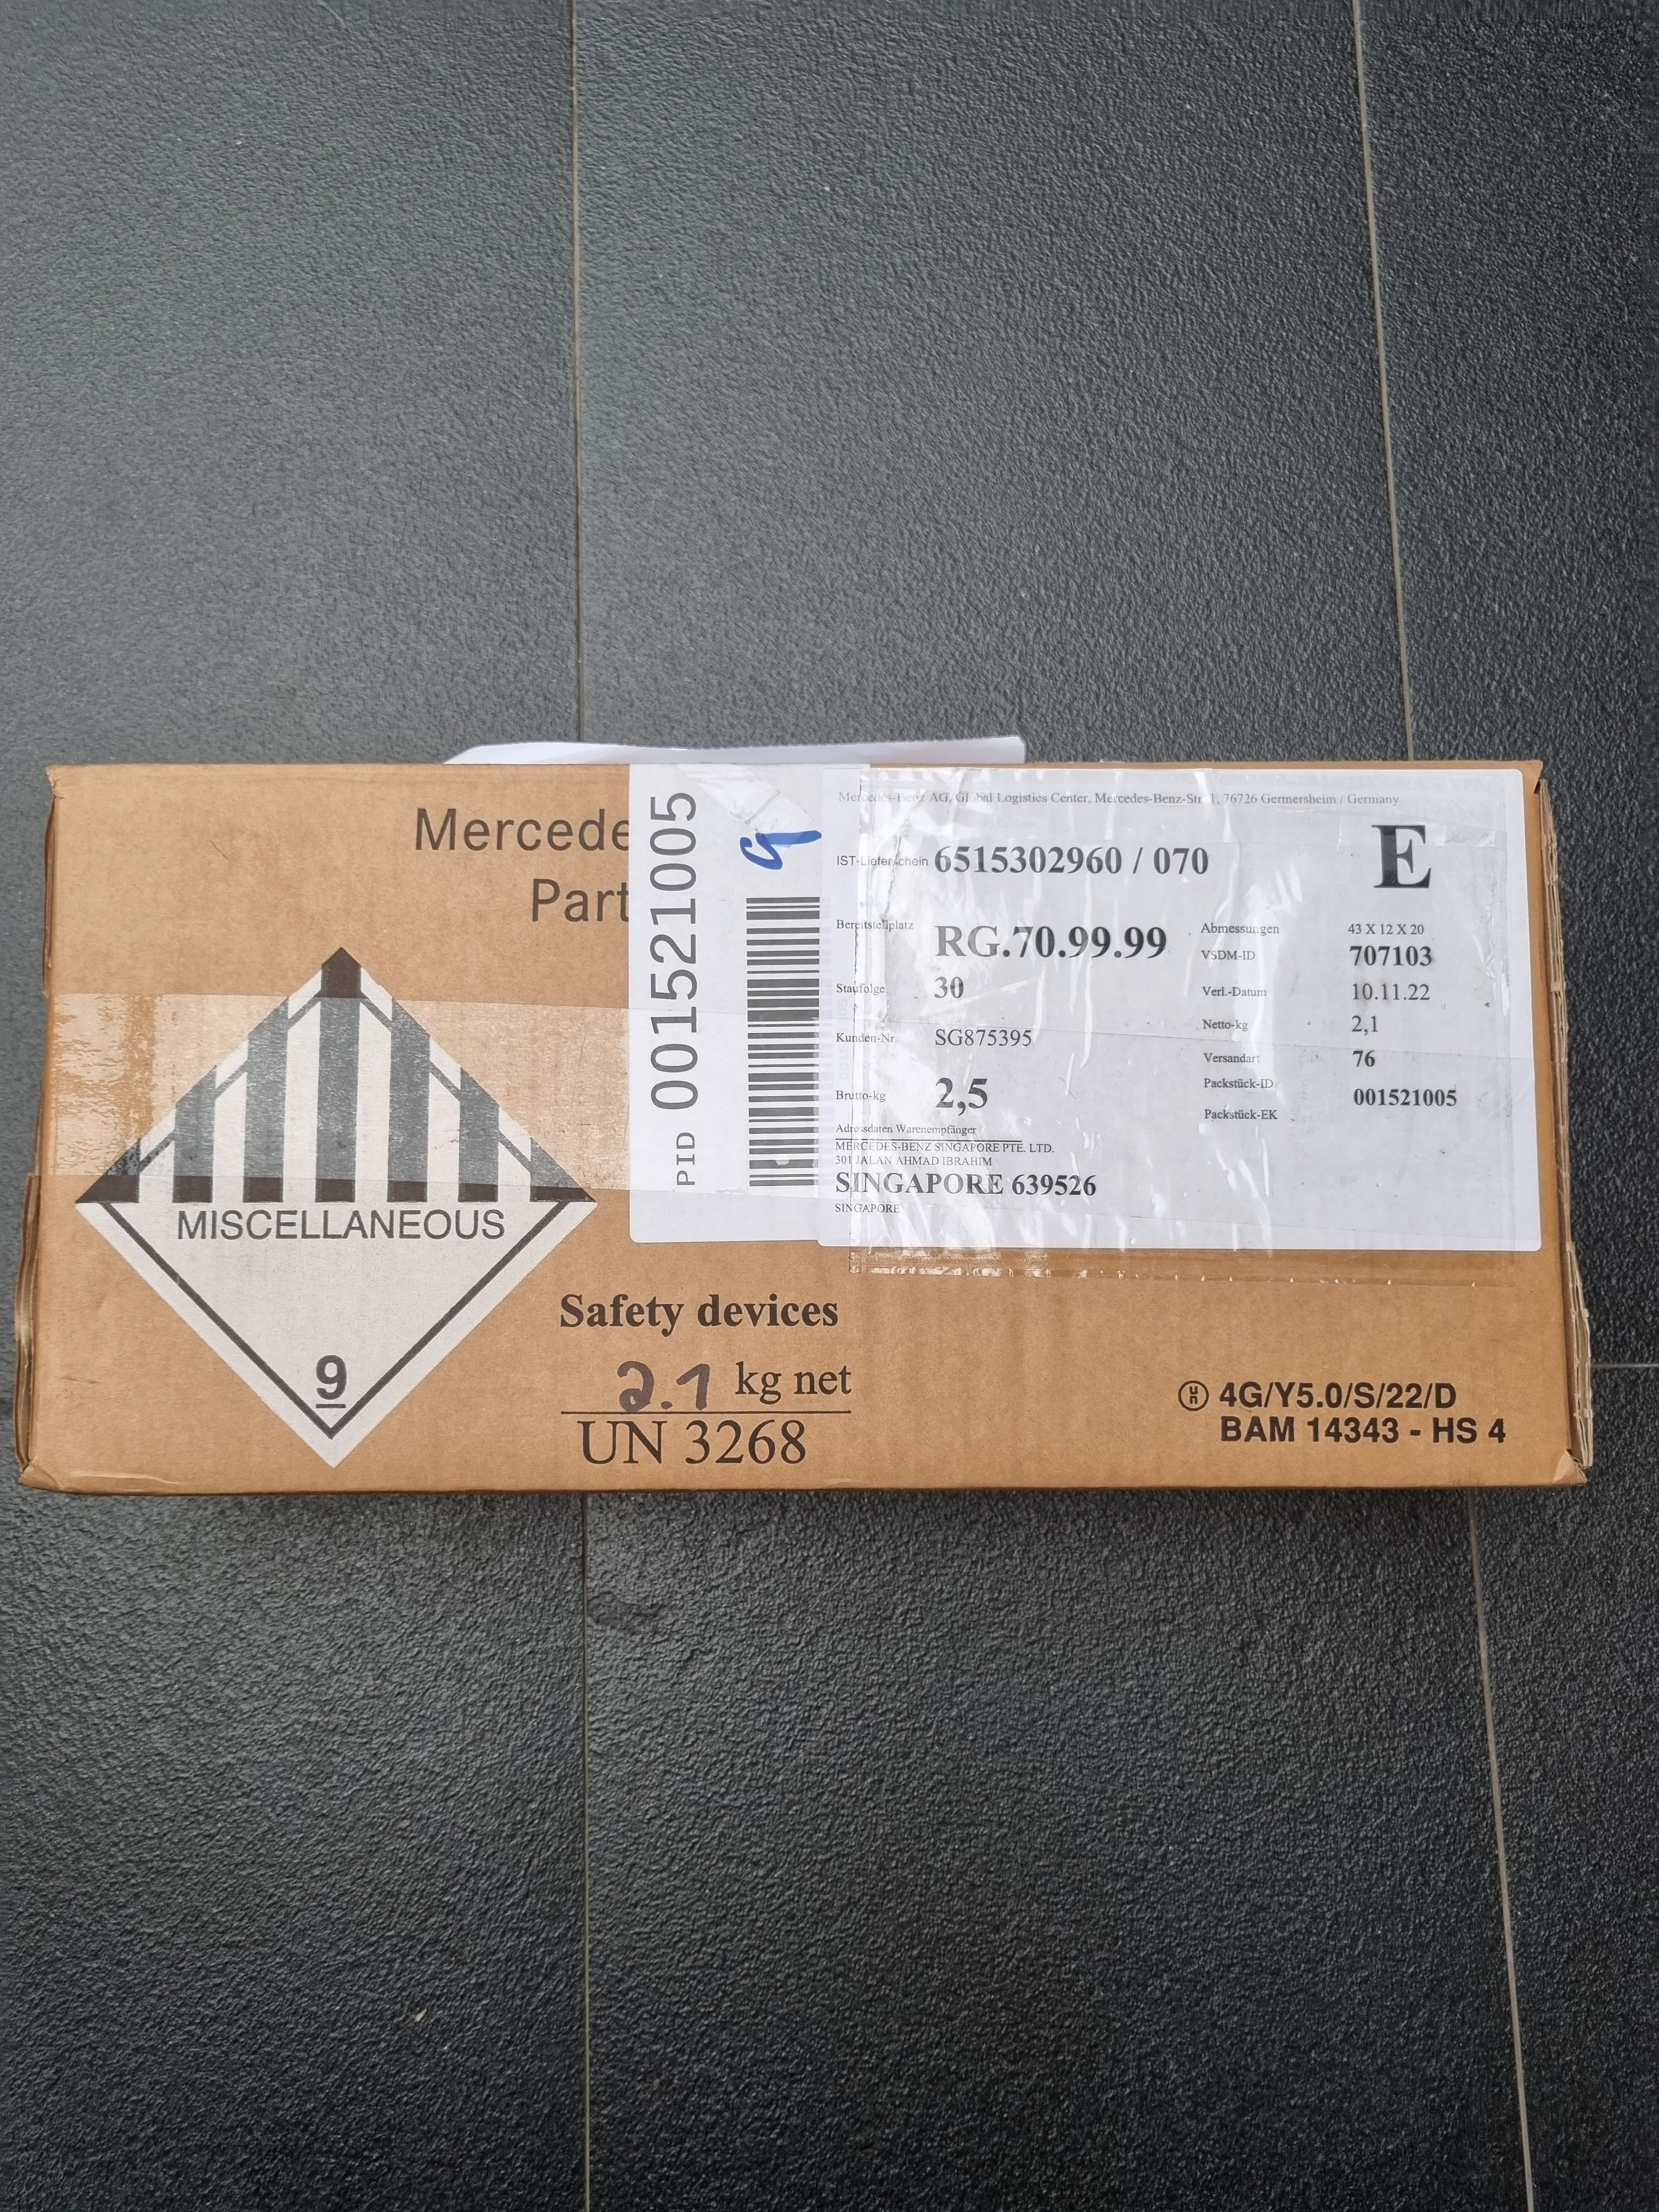 Mercede
Part
PID 001521005
9
Mercedes-Benz AG, Global Logistics Center, Mercedes-Benz-Str. 1, 76726 Germersheim / Germany
E
IST-Lieferschein 6515302960 / 070
Bereitstellplatz RG.70.99.99
Staufolge 30
Kunden-Nr. SG875395
Brutto-kg 2,5
Abmessungen 43 X 12 X 20
VSDM-ID 707103
Verl.-Datum 10.11.22
Netto-kg 2,1
Versandart 76
Packstück-ID 001521005
Packstück-EK
Adressdaten Warenempfänger
MERCEDES-BENZ SINGAPORE PTE. LTD.
301 JALAN AHMAD IBRAHIM
SINGAPORE 639526
SINGAPORE
MISCELLANEOUS
9
Safety devices
2.1 kg net
UN 3268
un 4G/Y5.0/S/22/D
BAM 14343 - HS 4